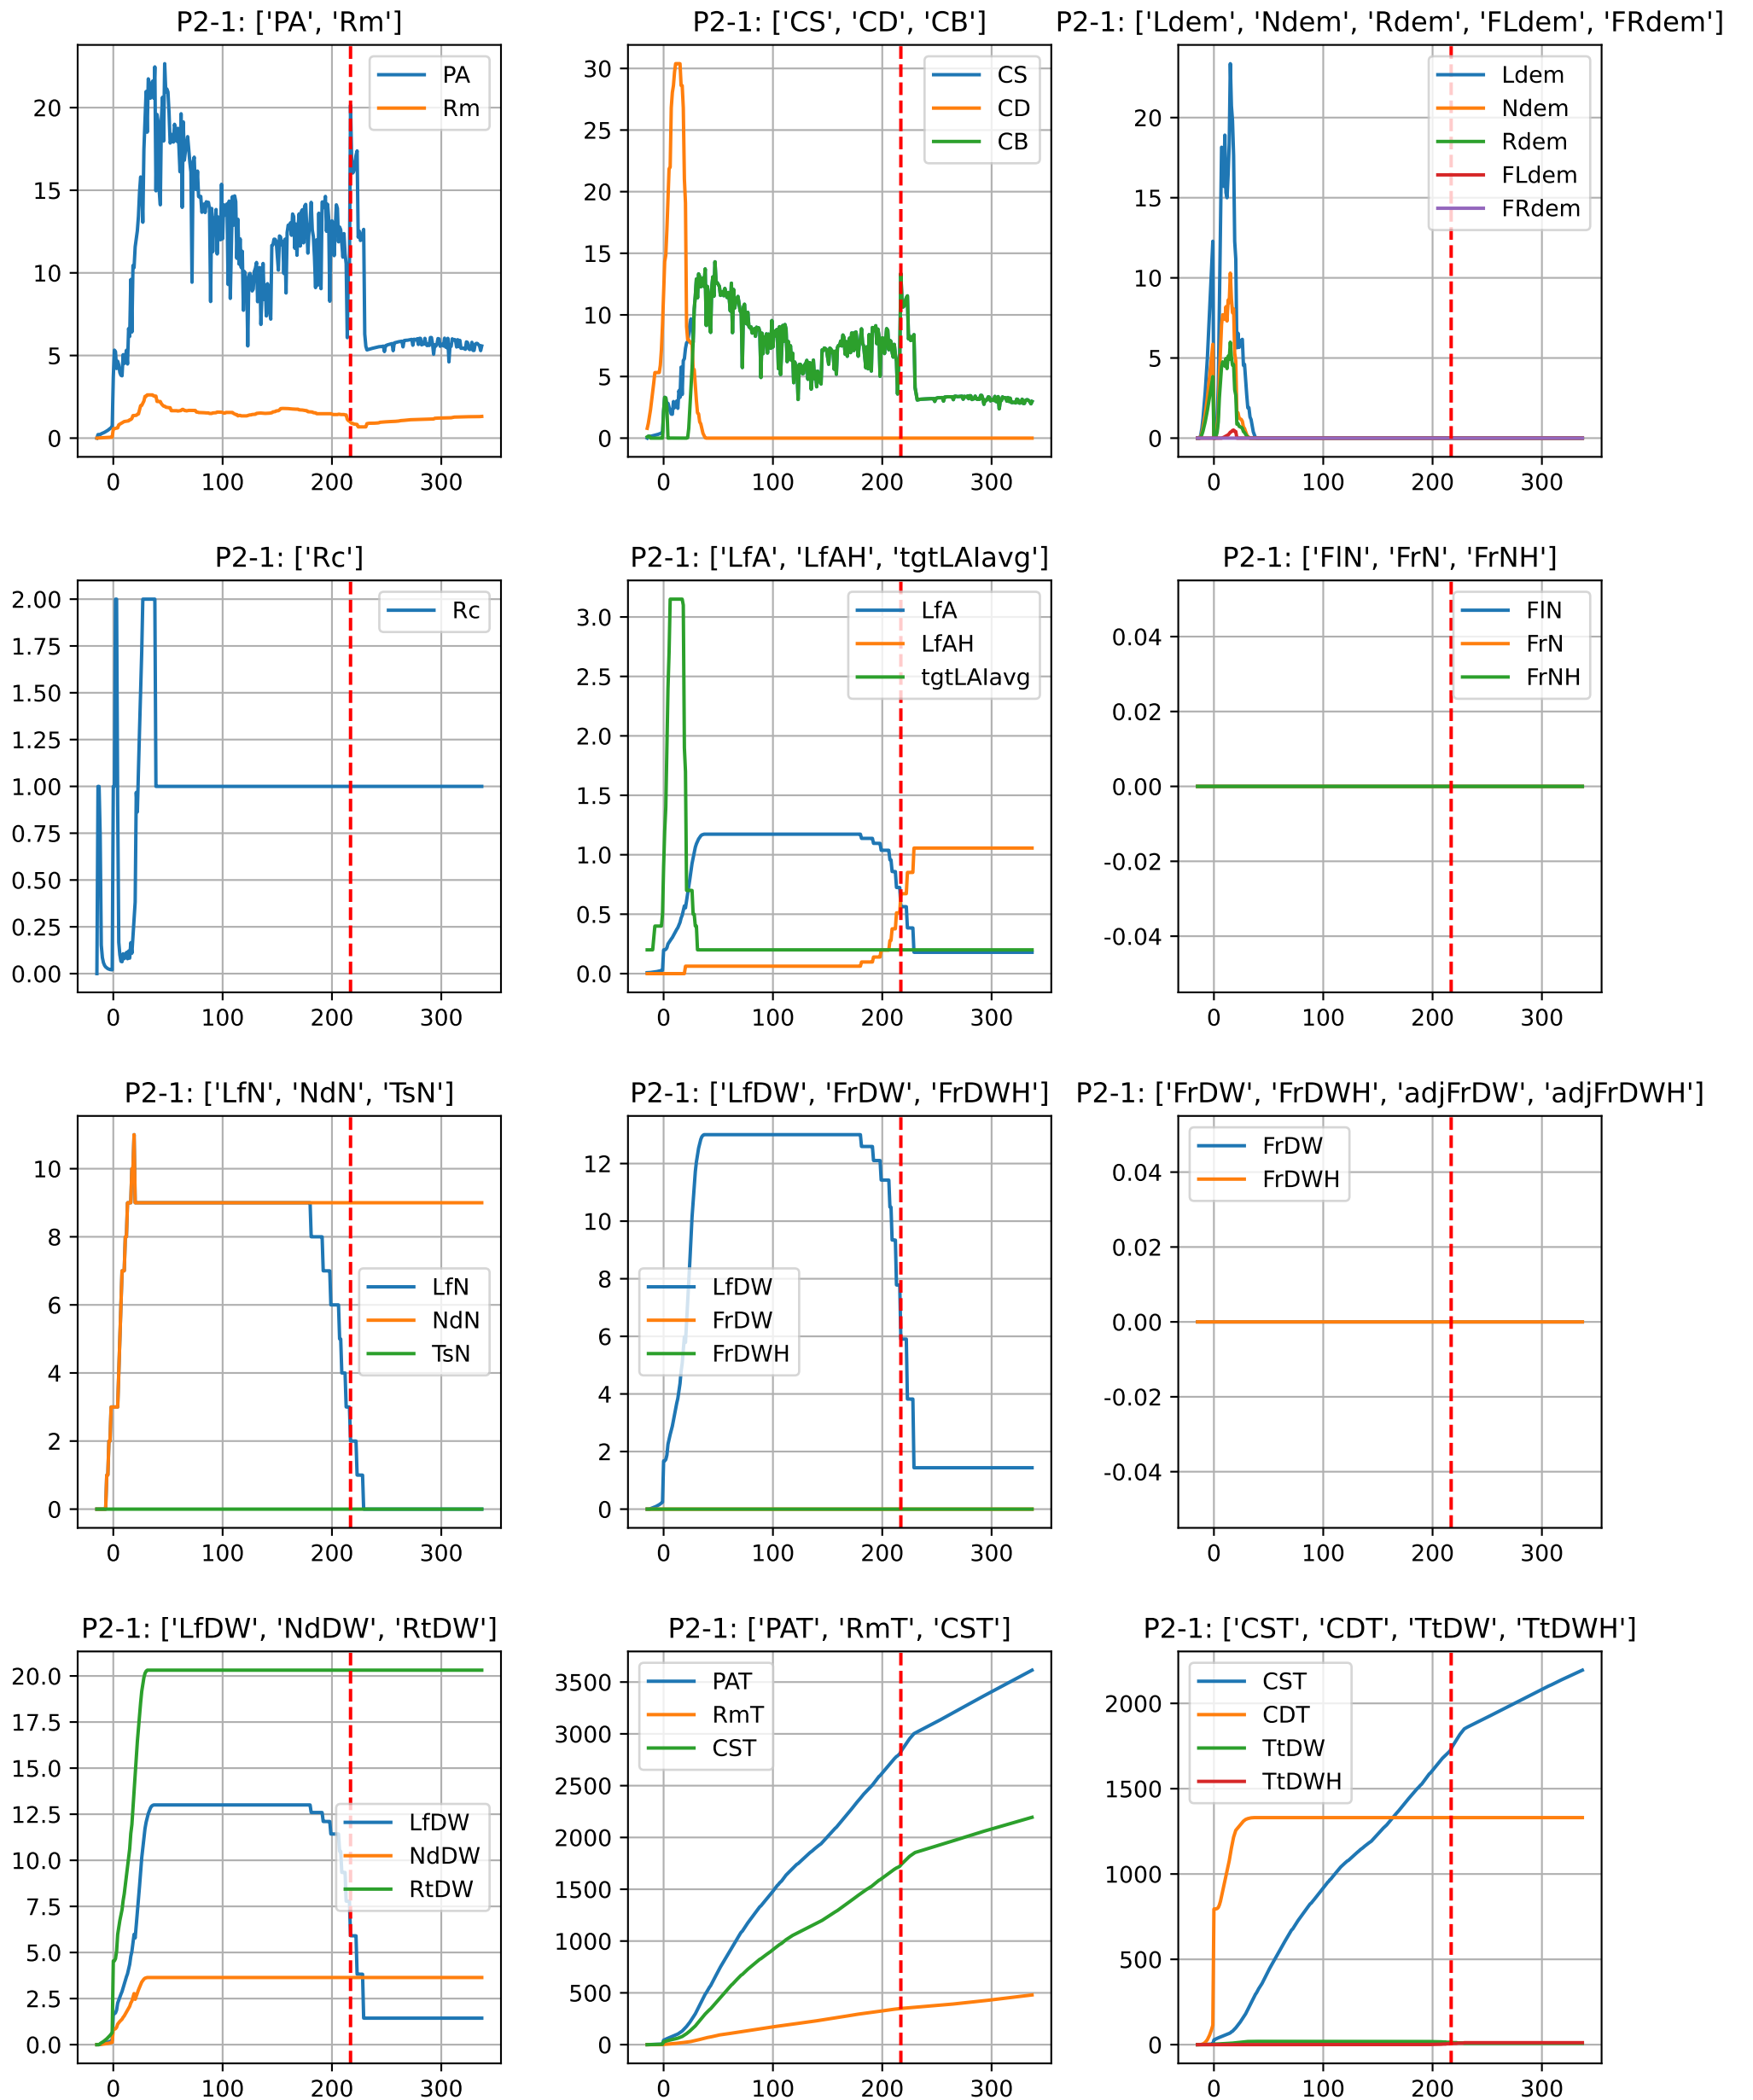 P2-1: ['PA', 'Rm']
20
15
10
5
0
0 100 200 300
PA
Rm
P2-1: ['CS', 'CD', 'CB']
30
25
20
15
10
5
0
0 100 200 300
CS
CD
CB
P2-1: ['Ldem', 'Ndem', 'Rdem', 'FLdem', 'FRdem']
20
15
10
5
0
0 100 200 300
Ldem
Ndem
Rdem
FLdem
FRdem
P2-1: ['Rc']
2.00
1.75
1.50
1.25
1.00
0.75
0.50
0.25
0.00
0 100 200 300
Rc
P2-1: ['LfA', 'LfAH', 'tgtLAIavg']
3.0
2.5
2.0
1.5
1.0
0.5
0.0
0 100 200 300
LfA
LfAH
tgtLAIavg
P2-1: ['FlN', 'FrN', 'FrNH']
0.04
0.02
0.00
-0.02
-0.04
0 100 200 300
FlN
FrN
FrNH
P2-1: ['LfN', 'NdN', 'TsN']
10
8
6
4
2
0
0 100 200 300
LfN
NdN
TsN
P2-1: ['LfDW', 'FrDW', 'FrDWH']
12
10
8
6
4
2
0
0 100 200 300
LfDW
FrDW
FrDWH
P2-1: ['FrDW', 'FrDWH', 'adjFrDW', 'adjFrDWH']
0.04
0.02
0.00
-0.02
-0.04
0 100 200 300
FrDW
FrDWH
P2-1: ['LfDW', 'NdDW', 'RtDW']
20.0
17.5
15.0
12.5
10.0
7.5
5.0
2.5
0.0
0 100 200 300
LfDW
NdDW
RtDW
P2-1: ['PAT', 'RmT', 'CST']
3500
3000
2500
2000
1500
1000
500
0
0 100 200 300
PAT
RmT
CST
P2-1: ['CST', 'CDT', 'TtDW', 'TtDWH']
2000
1500
1000
500
0
0 100 200 300
CST
CDT
TtDW
TtDWH